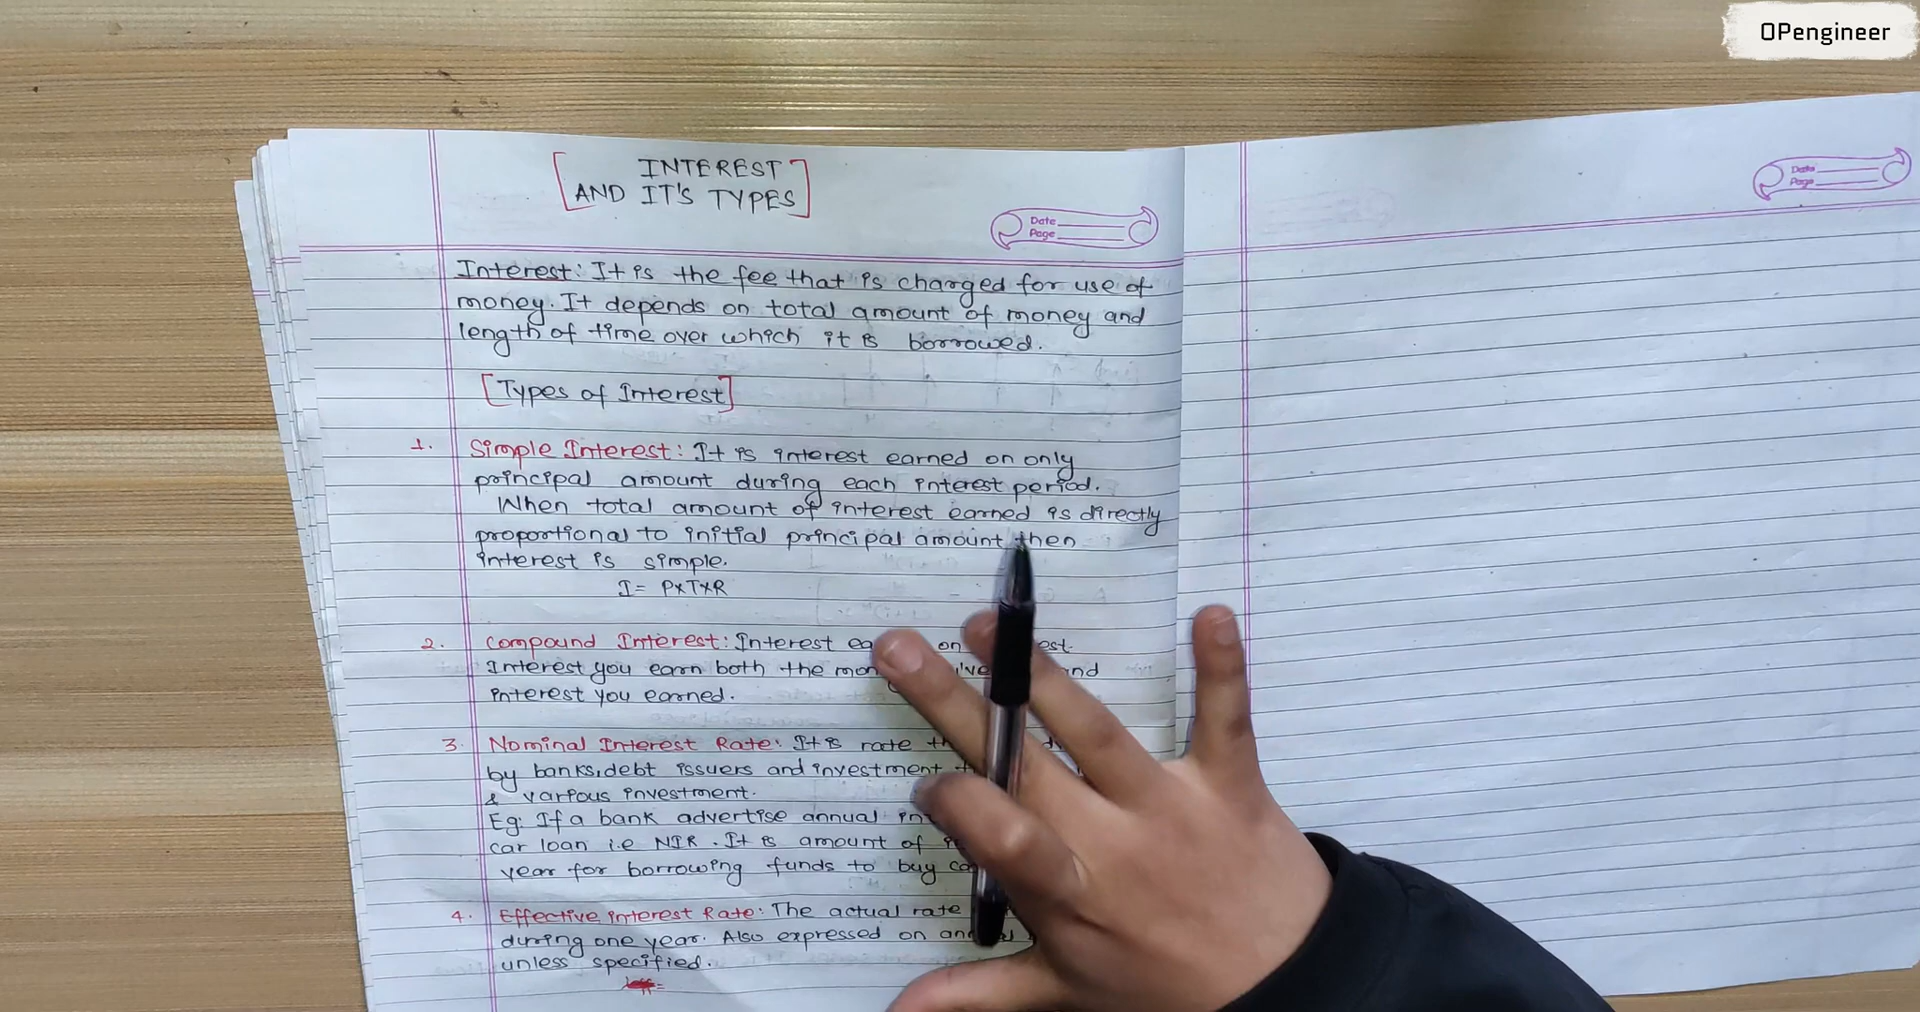 OPengineer
INTEREST
AND IT'S TYPES
Date
Page
Date
Page
Interest: It is the fee that is charged for use of
money. It depends on total amount of money and
length of time over which it is borrowed.
[Types of Interest]
1. Simple Interest: It is interest earned on only
principal amount during each interest period.
When total amount of interest earned is directly
proportional to initial principal amount then
interest is simple.
I = P×T×R
2. Compound Interest: Interest on
Interest you earn both the
interest you earned.
3. Nominal Interest Rate: It is rate
by banks, debt issuers and investment
& various investment.
Eg: If a bank advertise annual
car loan i.e NIR. It is amount of
year for borrowing funds to buy
4. Effective interest Rate: The actual rate
during one year. Also expressed on
unless specified.